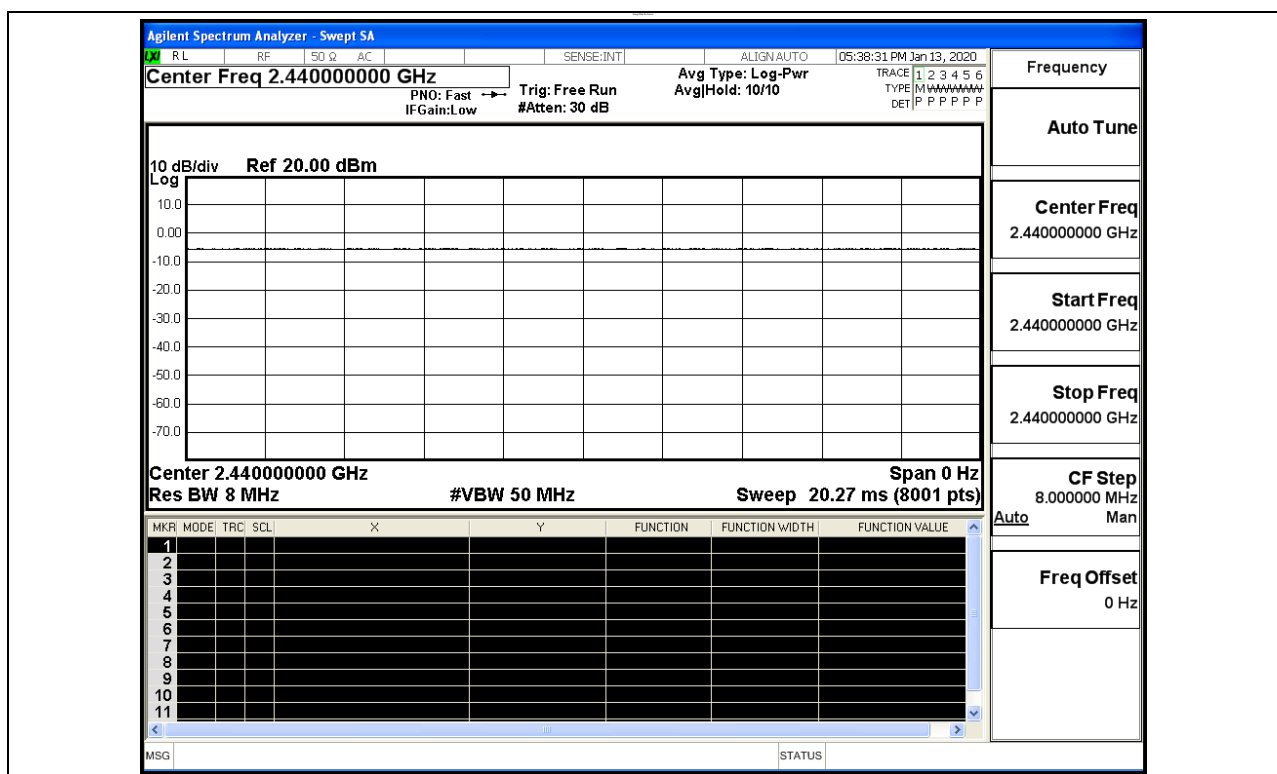 Agilent Spectrum Analyzer - Swept SA
LXI RL RF 50 Ω AC SENSE:INT ALIGN AUTO 05:38:31 PM Jan 13, 2020
Center Freq 2.440000000 GHz
PNO: Fast
IFGain:Low
Trig: Free Run
#Atten: 30 dB
Avg Type: Log-Pwr
Avg|Hold: 10/10
TRACE 1 2 3 4 5 6
TYPE M
DET P P P P P P
10 dB/div Ref 20.00 dBm
Log
10.0
0.00
-10.0
-20.0
-30.0
-40.0
-50.0
-60.0
-70.0
Center 2.440000000 GHz Span 0 Hz
Res BW 8 MHz #VBW 50 MHz Sweep 20.27 ms (8001 pts)
MKR MODE TRC SCL X Y FUNCTION FUNCTION WIDTH FUNCTION VALUE
1
2
3
4
5
6
7
8
9
10
11
MSG STATUS
Frequency
Auto Tune
Center Freq
2.440000000 GHz
Start Freq
2.440000000 GHz
Stop Freq
2.440000000 GHz
CF Step
8.000000 MHz
Auto Man
Freq Offset
0 Hz